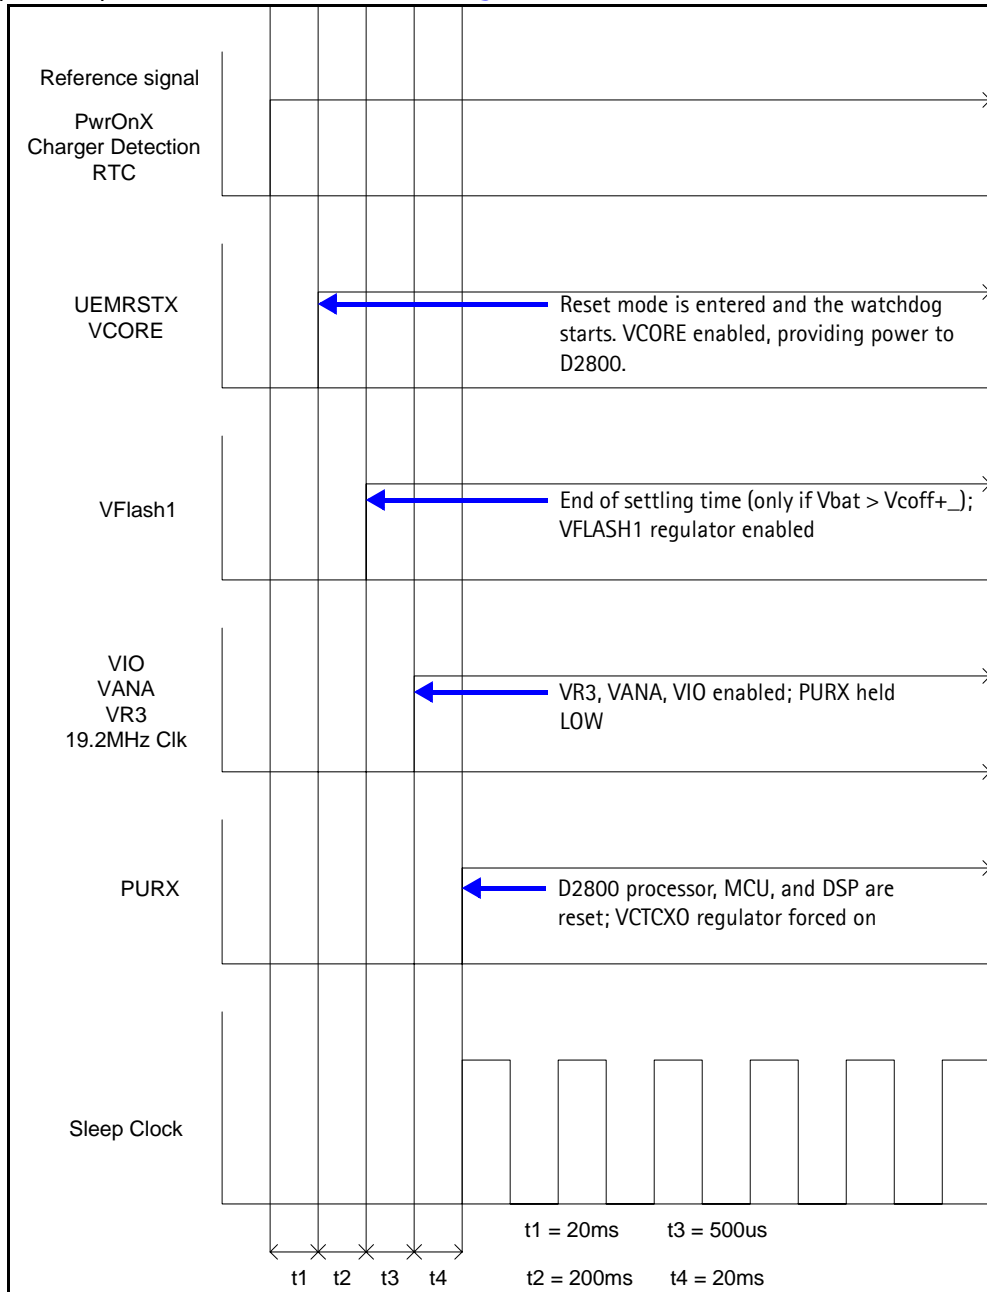 Reference signal
PwrOnX
Charger Detection
RTC
UEMRSTX
VCORE
Reset mode is entered and the watchdog
starts. VCORE enabled, providing power to
D2800.
VFlash1
End of settling time (only if Vbat > Vcoff+_);
VFLASH1 regulator enabled
VIO
VANA
VR3
19.2MHz Clk
VR3, VANA, VIO enabled; PURX held
LOW
PURX
D2800 processor, MCU, and DSP are
reset; VCTCXO regulator forced on
Sleep Clock
t1 = 20ms t3 = 500us
t1 t2 t3 t4 t2 = 200ms t4 = 20ms